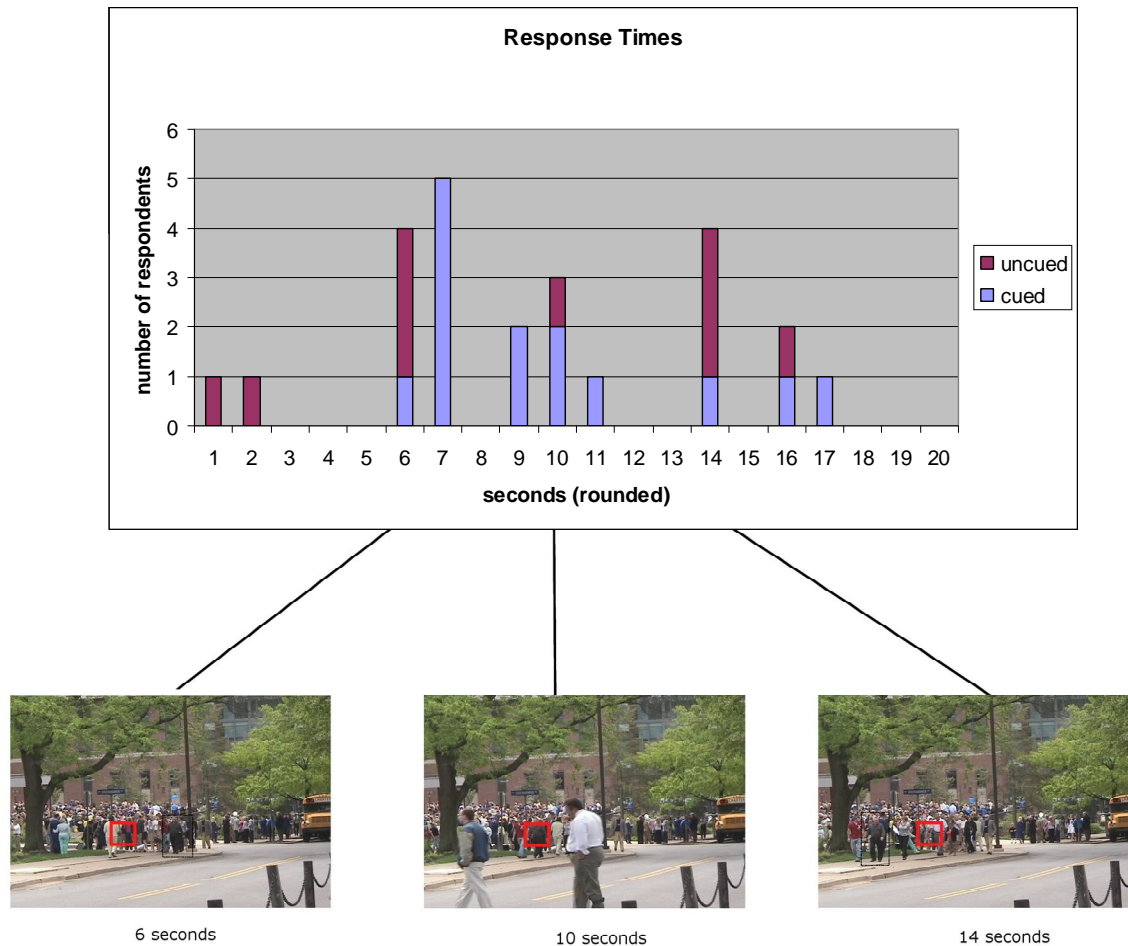 Response Times
6
5
4
3
2
1
0
number of respondents
1 2 3 4 5 6 7 8 9 10 11 12 13 14 15 16 17 18 19 20
seconds (rounded)
uncued
cued
6 seconds
10 seconds
14 seconds